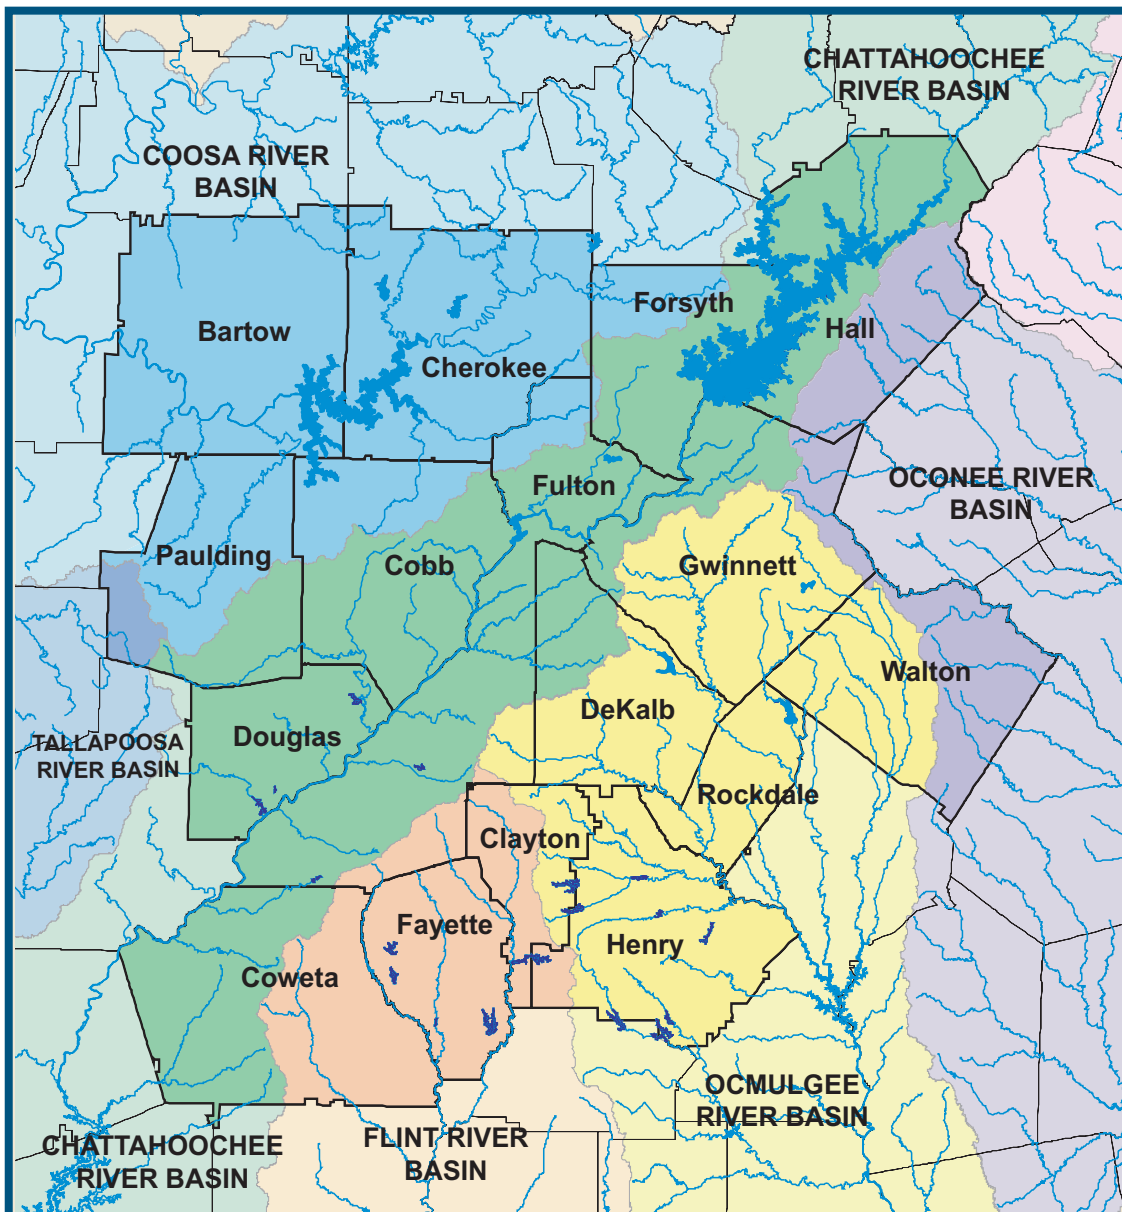 CHATTAHOOCHEE
RIVER BASIN
COOSA RIVER
BASIN
Forsyth
Bartow
Hall
Cherokee
Fulton
OCONEE RIVER
BASIN
Paulding
Cobb
Gwinnett
Walton
DeKalb
Douglas
TALLAPOOSA
RIVER BASIN
Rockdale
Clayton
Fayette
Henry
Coweta
OCMULGEE
RIVER BASIN
FLINT RIVER
BASIN
CHATTAHOOCHEE
RIVER BASIN